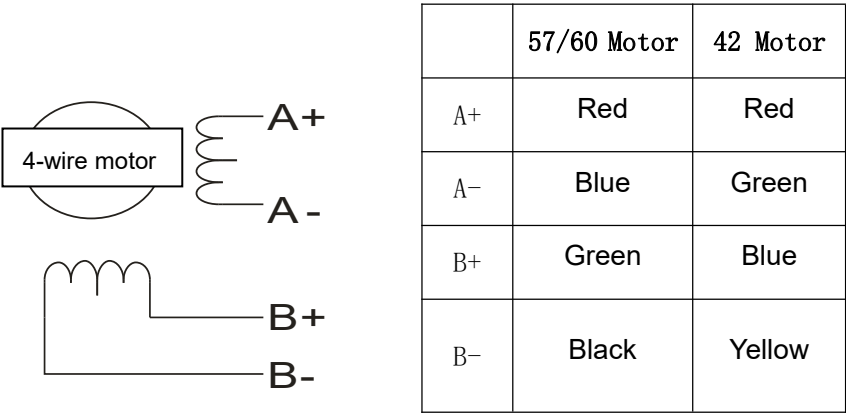 4-wire motor
A+
A-
B+
B-
57/60 Motor 42 Motor
A+ Red Red
A- Blue Green
B+ Green Blue
B- Black Yellow